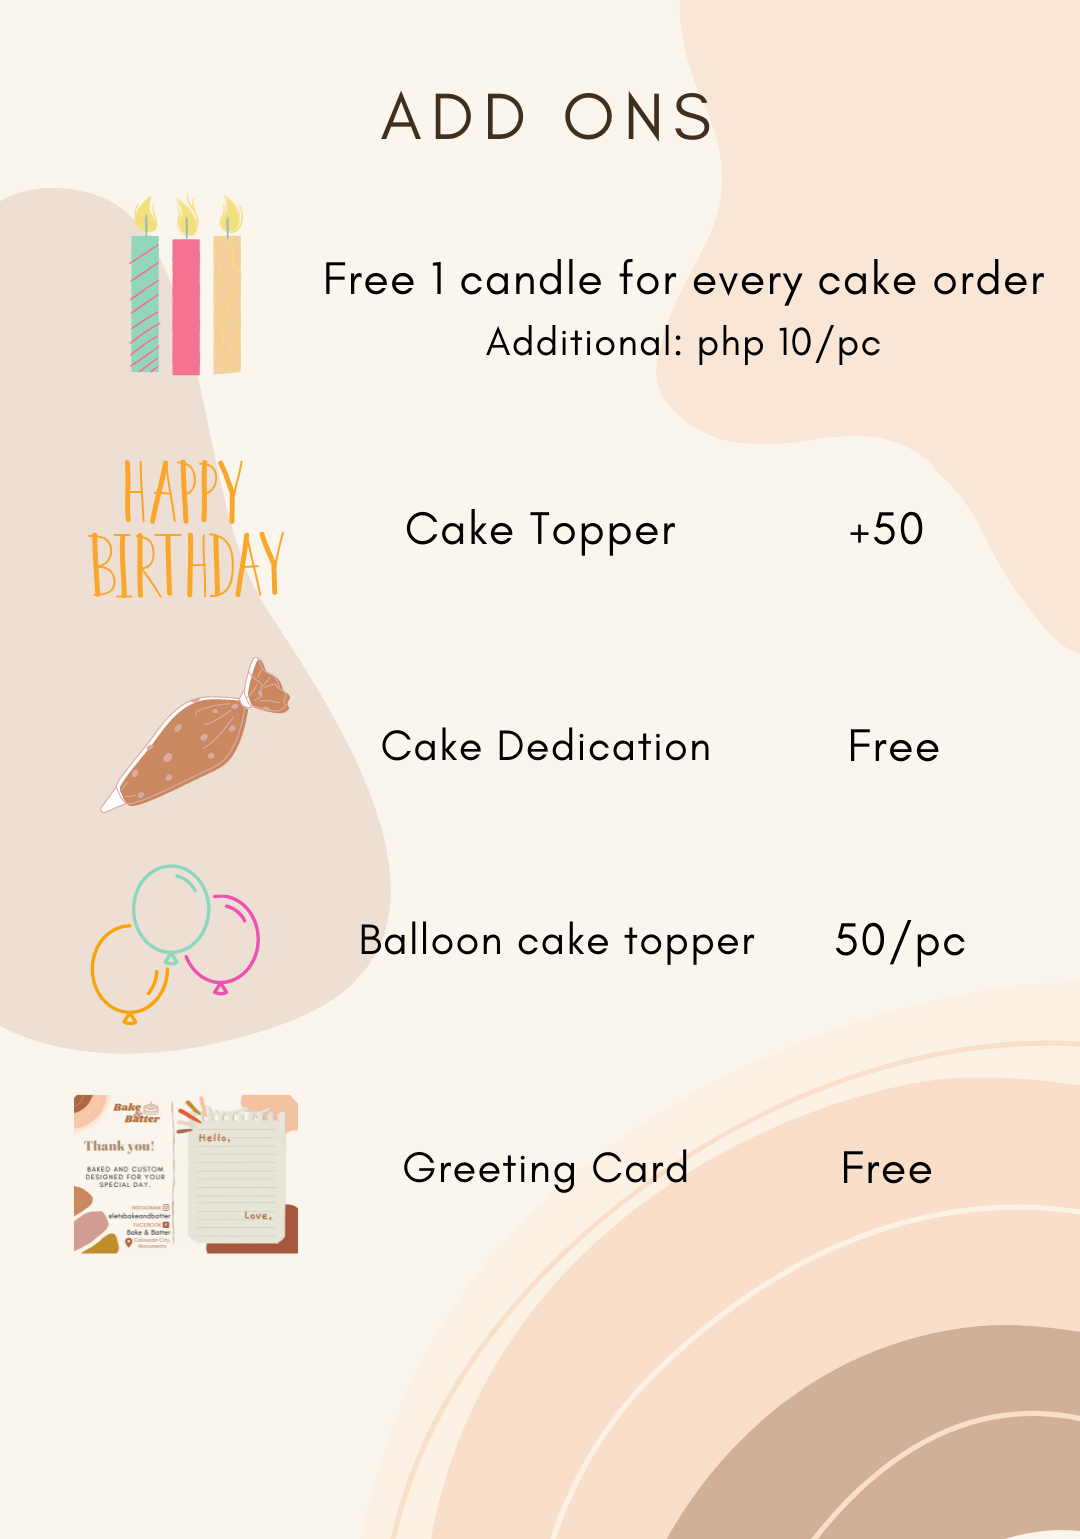 ADD ONS
Free 1 candle for every cake order
Additional: php 10/pc
HAPPY
BIRTHDAY
Cake Topper +50
Cake Dedication Free
Balloon cake topper 50/pc
Greeting Card Free
Bake
&
Batter
Thank you!
BAKED AND CUSTOM
DESIGNED FOR YOUR
SPECIAL DAY.
INSTAGRAM
FACEBOOK
Bake & Batter
Caloocan City,
Monumento
Hello,
Love,